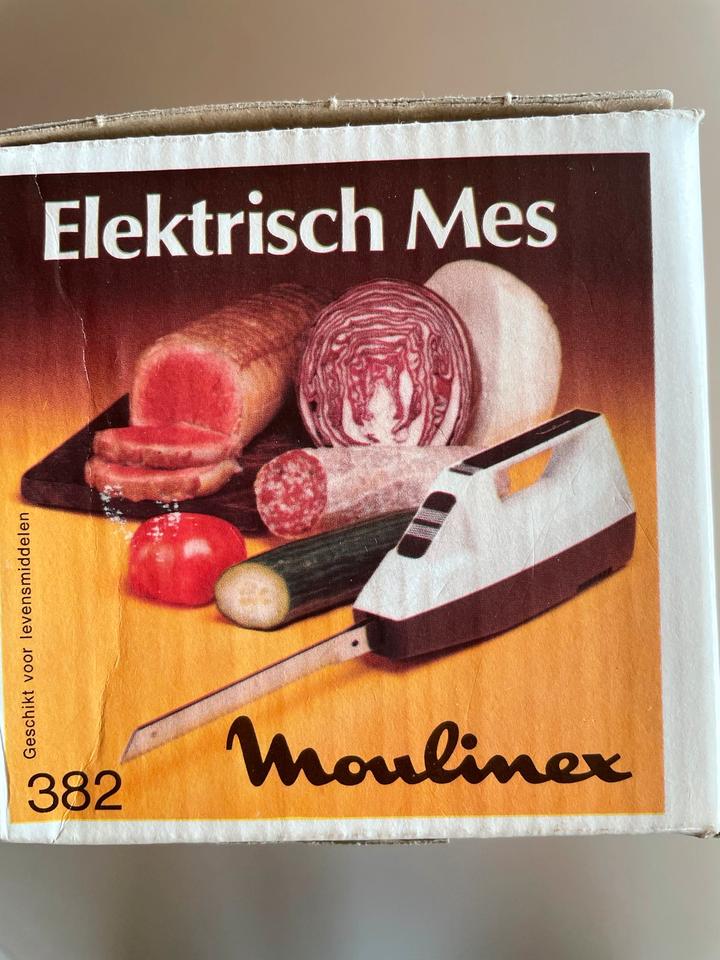 Elektrisch Mes
Geschikt voor levensmiddelen
382
Moulinex